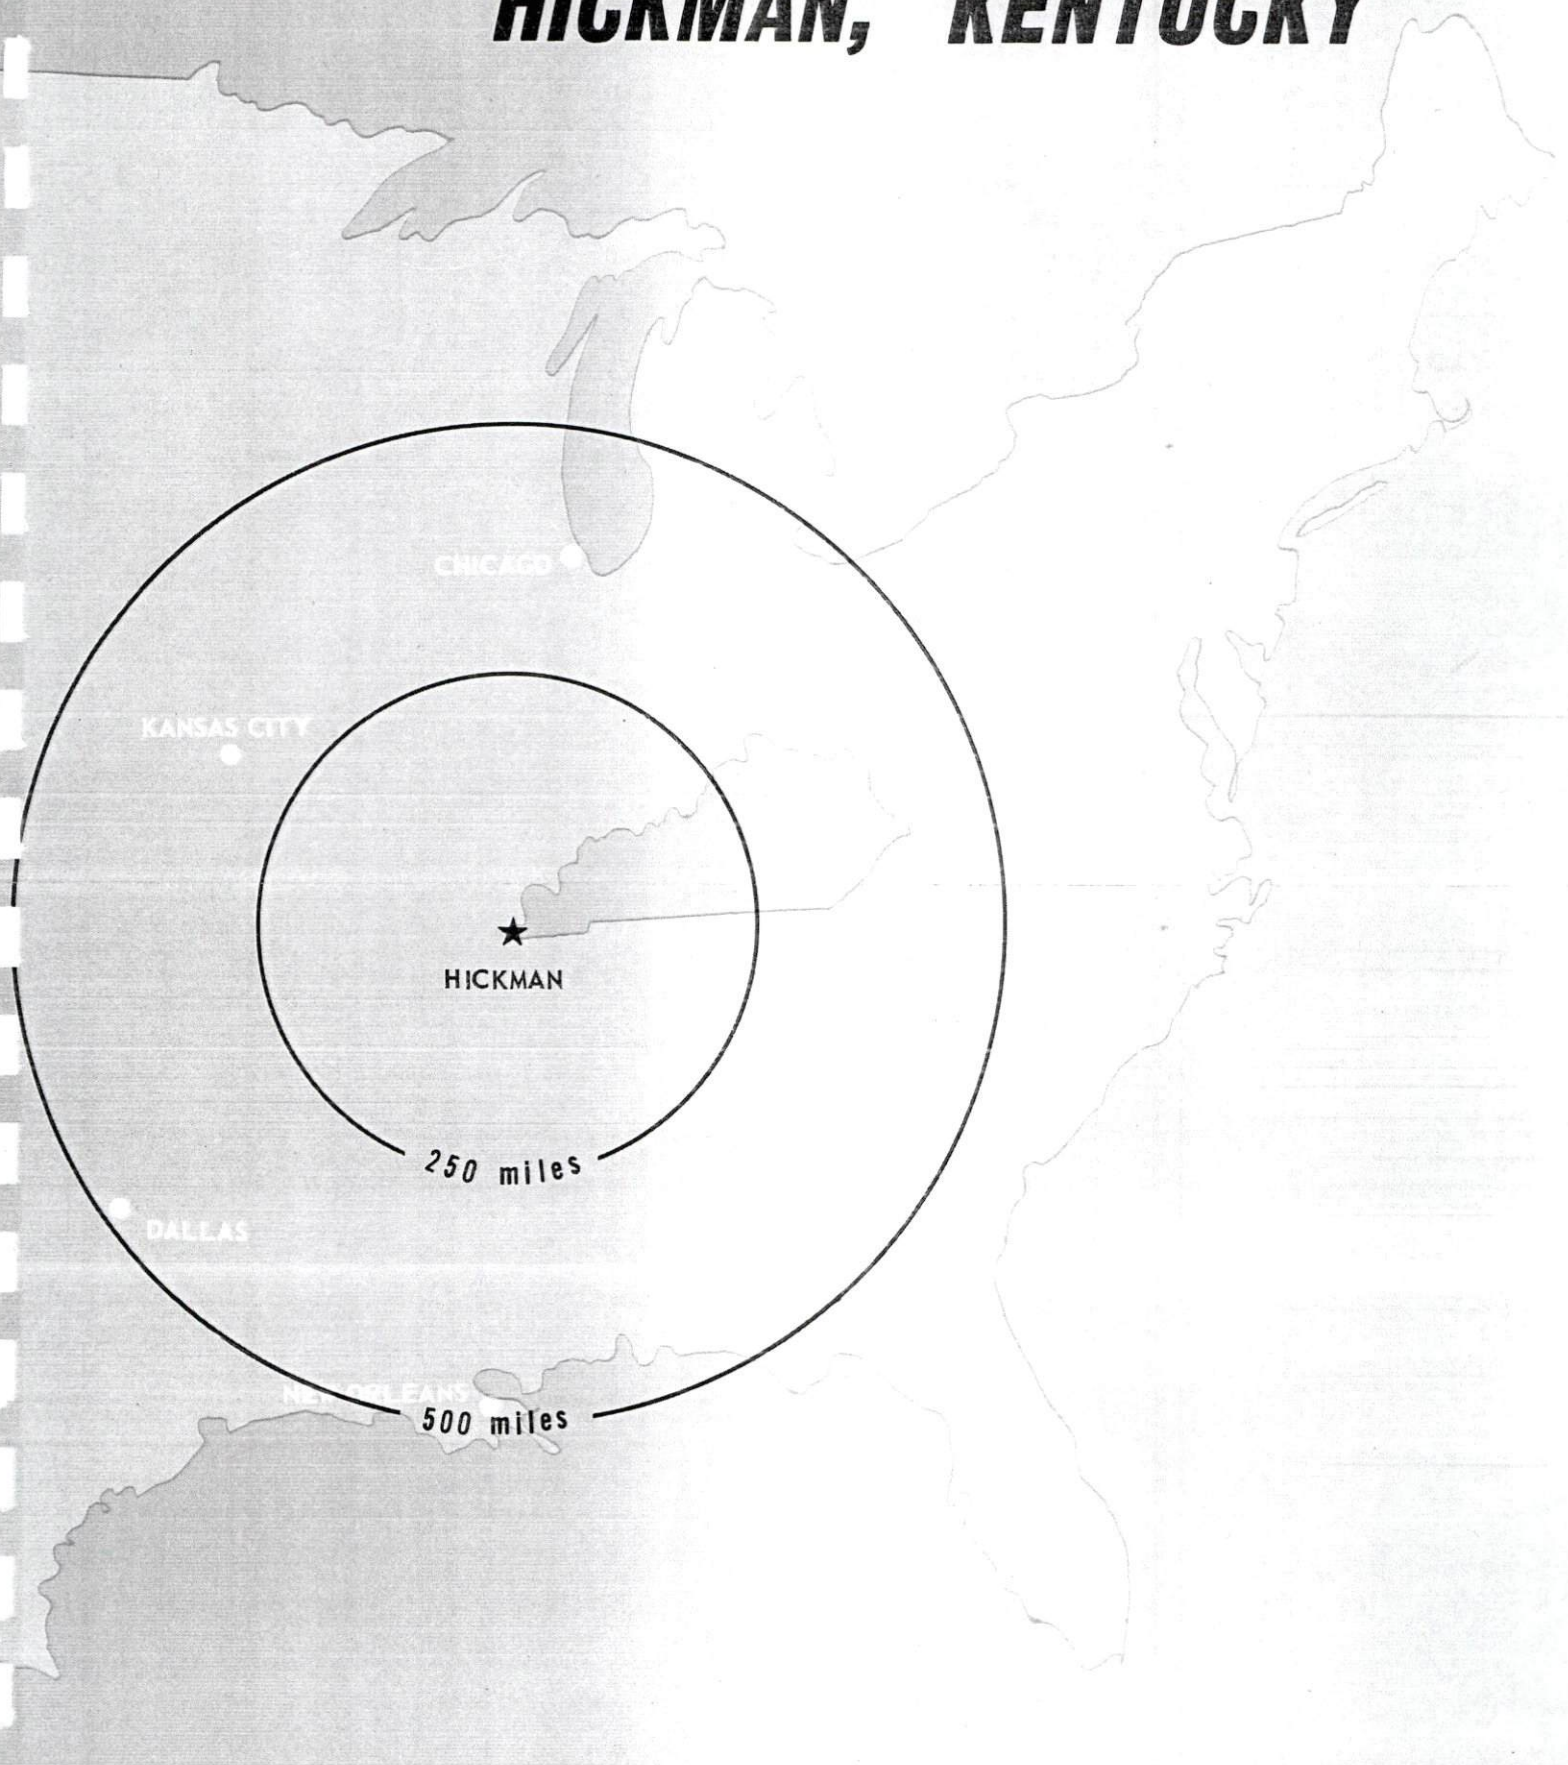 HICKMAN, KENTUCKY
CHICAGO
KANSAS CITY
HICKMAN
250 miles
DALLAS
NEW ORLEANS
500 miles